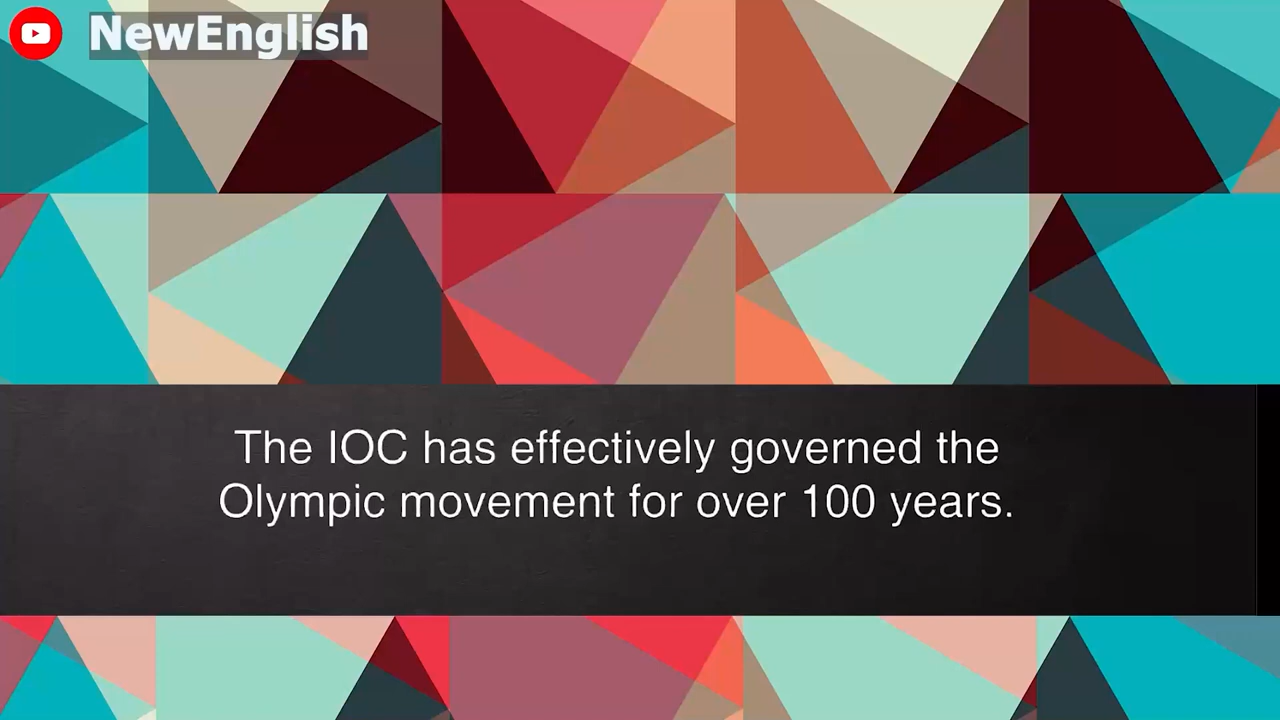 NewEnglish
The IOC has effectively governed the
Olympic movement for over 100 years.